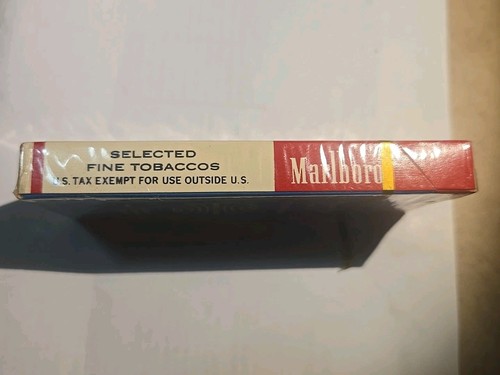 SELECTED
FINE TOBACCOS
U.S. TAX EXEMPT FOR USE OUTSIDE U.S.
Marlboro